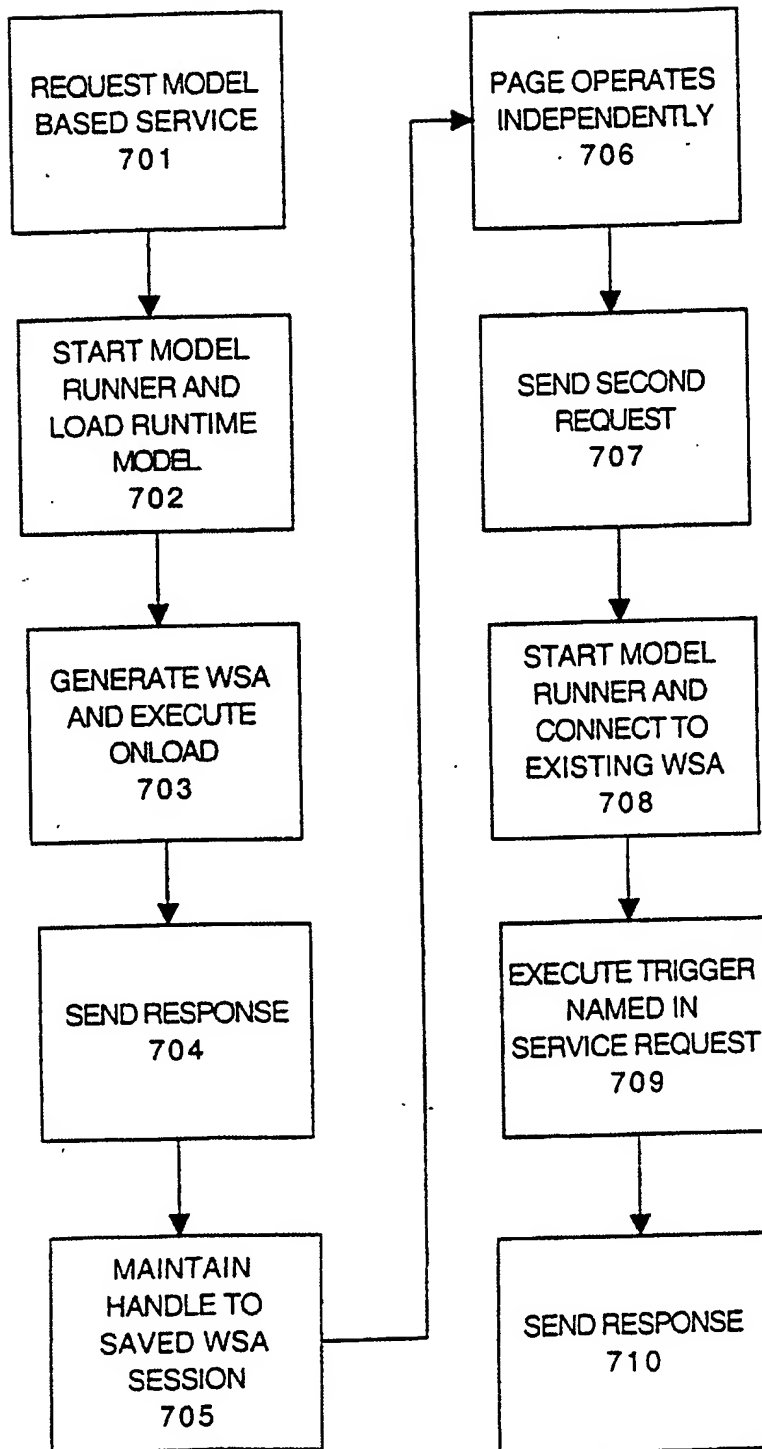 REQUEST MODEL
BASED SERVICE
701
START MODEL
RUNNER AND
LOAD RUNTIME
MODEL
702
GENERATE WSA
AND EXECUTE
ONLOAD
703
SEND RESPONSE
704
MAINTAIN
HANDLE TO
SAVED WSA
SESSION
705
PAGE OPERATES
INDEPENDENTLY
706
SEND SECOND
REQUEST
707
START MODEL
RUNNER AND
CONNECT TO
EXISTING WSA
708
EXECUTE TRIGGER
NAMED IN
SERVICE REQUEST
709
SEND RESPONSE
710